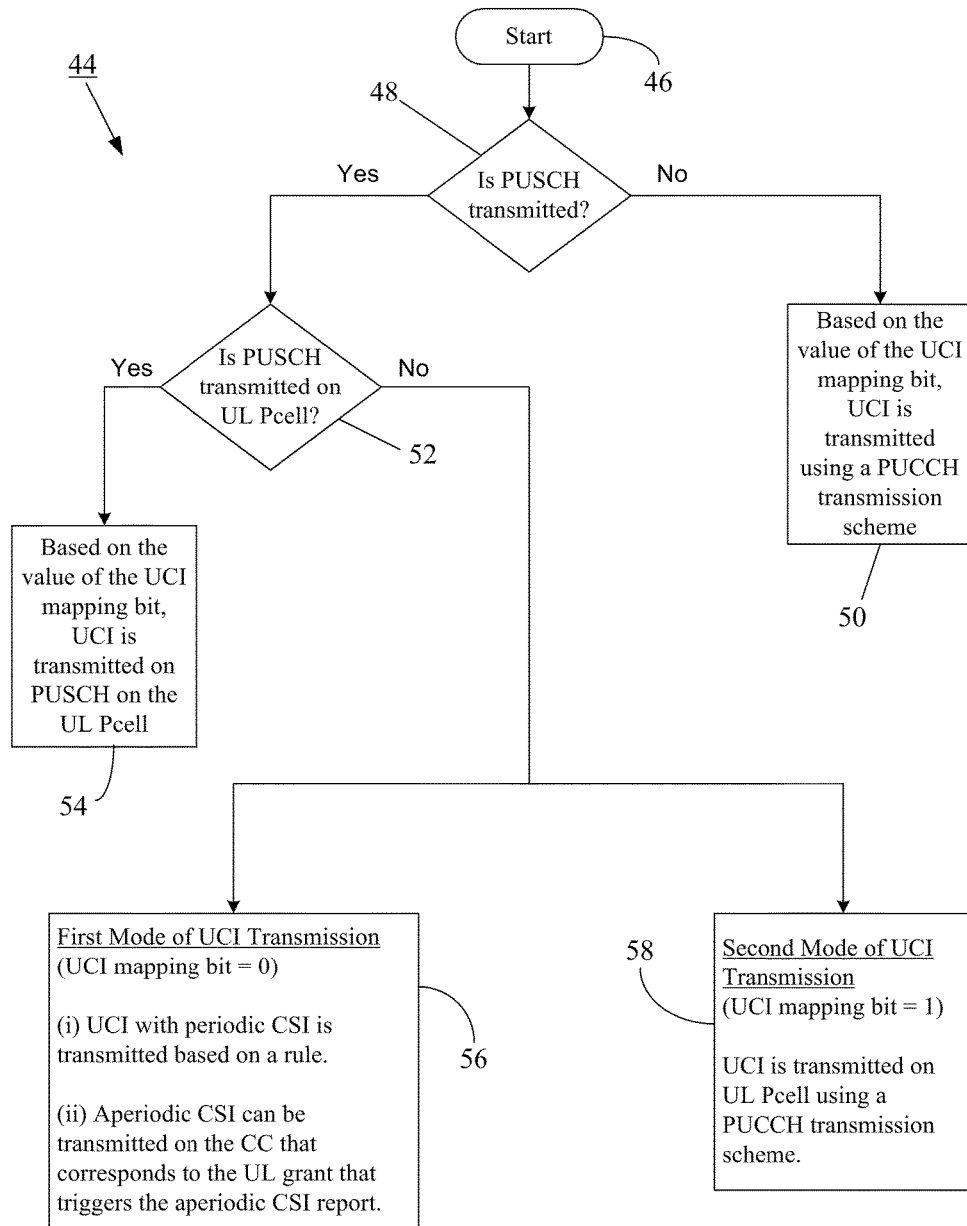 Start
44
46
48
Yes
No
Is PUSCH
transmitted?
Yes
No
Is PUSCH
transmitted on
UL Pcell?
52
Based on the
value of the UCI
mapping bit,
UCI is
transmitted
using a PUCCH
transmission
scheme
50
Based on the
value of the UCI
mapping bit,
UCI is
transmitted on
PUSCH on the
UL Pcell
54
First Mode of UCI Transmission
(UCI mapping bit = 0)
(i) UCI with periodic CSI is
transmitted based on a rule.
(ii) Aperiodic CSI can be
transmitted on the CC that
corresponds to the UL grant that
triggers the aperiodic CSI report.
56
58
Second Mode of UCI
Transmission
(UCI mapping bit = 1)
UCI is transmitted on
UL Pcell using a
PUCCH transmission
scheme.